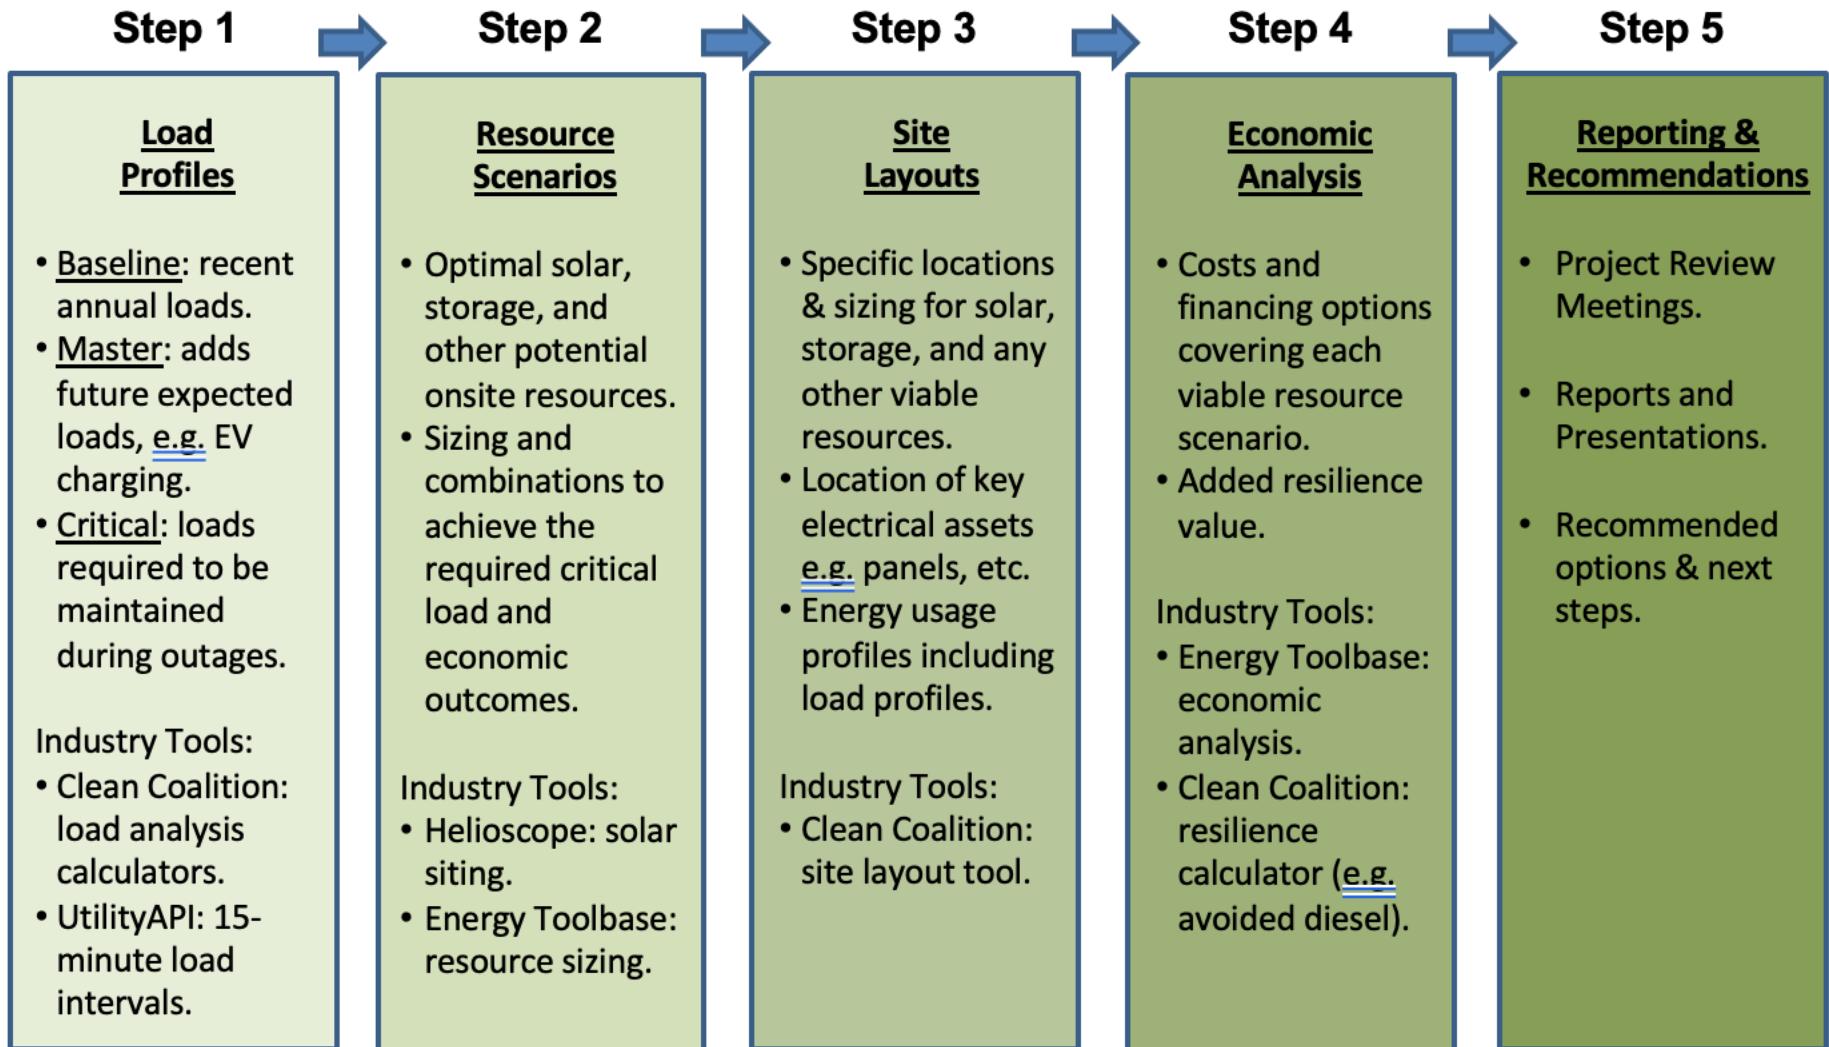 Step 1
Step 2
Step 3
Step 4
Step 5
Load
Profiles
• Baseline: recent
annual loads.
• Master: adds
future expected
loads, e.g. EV
charging.
• Critical: loads
required to be
maintained
during outages.
Industry Tools:
• Clean Coalition:
load analysis
calculators.
• UtilityAPI: 15-
minute load
intervals.
Resource
Scenarios
• Optimal solar,
storage, and
other potential
onsite resources.
• Sizing and
combinations to
achieve the
required critical
load and
economic
outcomes.
Industry Tools:
• Helioscope: solar
siting.
• Energy Toolbase:
resource sizing.
Site
Layouts
• Specific locations
& sizing for solar,
storage, and any
other viable
resources.
• Location of key
electrical assets
e.g. panels, etc.
• Energy usage
profiles including
load profiles.
Industry Tools:
• Clean Coalition:
site layout tool.
Economic
Analysis
• Costs and
financing options
covering each
viable resource
scenario.
• Added resilience
value.
Industry Tools:
• Energy Toolbase:
economic
analysis.
• Clean Coalition:
resilience
calculator (e.g.
avoided diesel).
Reporting &
Recommendations
• Project Review
Meetings.
• Reports and
Presentations.
• Recommended
options & next
steps.